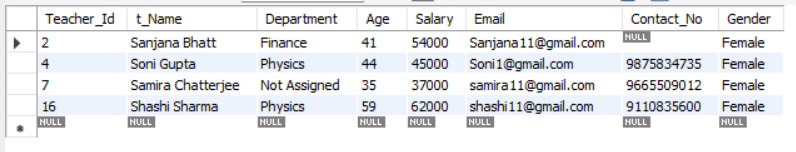 Teacher_Id t_Name Department Age Salary Email Contact_No Gender
2 Sanjana Bhatt Finance 41 54000 Sanjana11@gmail.com NULL Female
4 Soni Gupta Physics 44 45000 Soni1@gmail.com 9875834735 Female
7 Samira Chatterjee Not Assigned 35 37000 samira11@gmail.com 9665509012 Female
16 Shashi Sharma Physics 59 62000 shashi11@gmail.com 9110835600 Female
NULL NULL NULL NULL NULL NULL NULL NULL